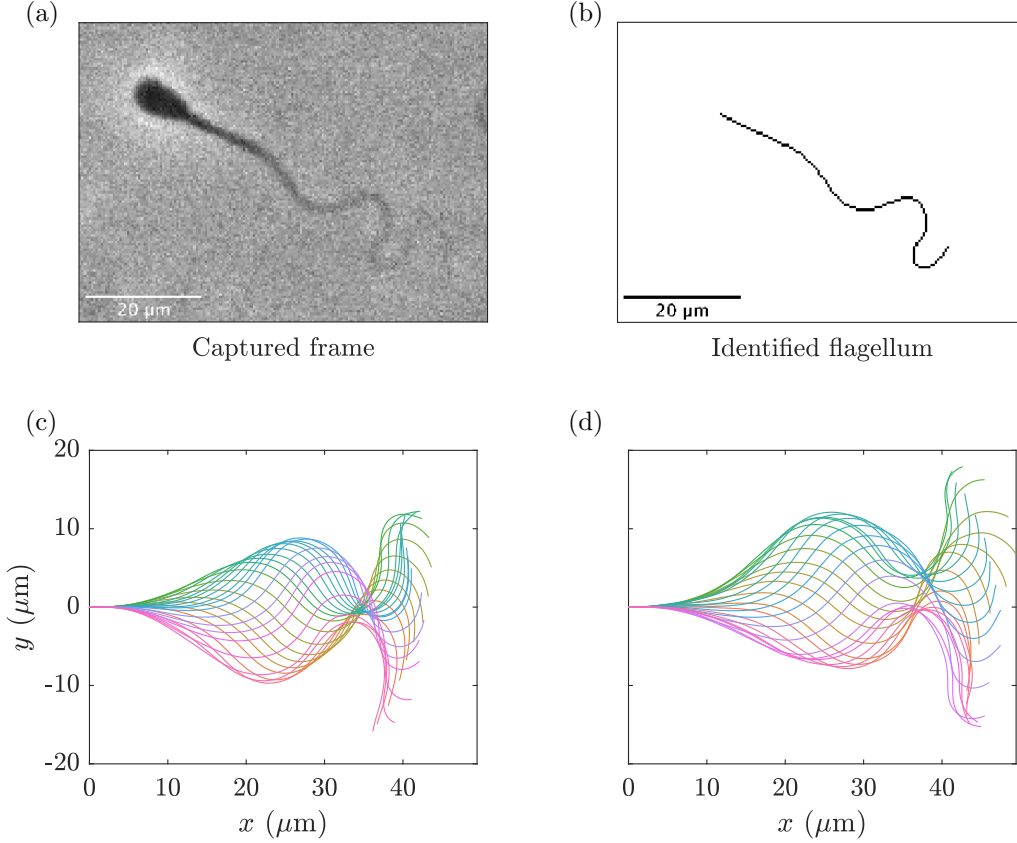 (a)
(b)
20 µm
20 µm
Captured frame
Identified flagellum
(c)
(d)
20
10
0
-10
-20
y (µm)
0 10 20 30 40
x (µm)
0 10 20 30 40
x (µm)